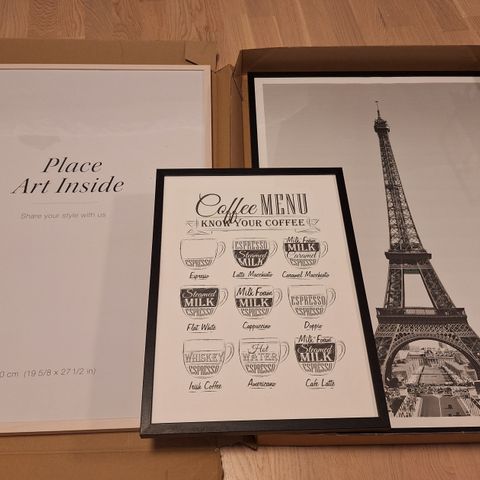 Place
Art Inside
Share your style with us
0 cm (19 5/8 x 27 1/2 in)
Coffee MENU
KNOW YOUR COFFEE
ESPRESSO
Espresso
ESPRESSO
Steamed
MILK
Latte Macchiato
Milk Foam
MILK
Caramel
ESPRESSO
Caramel Macchiato
Steamed
MILK
ESPRESSO
Flat White
Milk Foam
MILK
ESPRESSO
Cappuccino
ESPRESSO
ESPRESSO
Doppio
WHISKEY
ESPRESSO
Irish Coffee
Hot
WATER
ESPRESSO
Americano
Milk Foam
Steamed
MILK
ESPRESSO
Cafe Latte